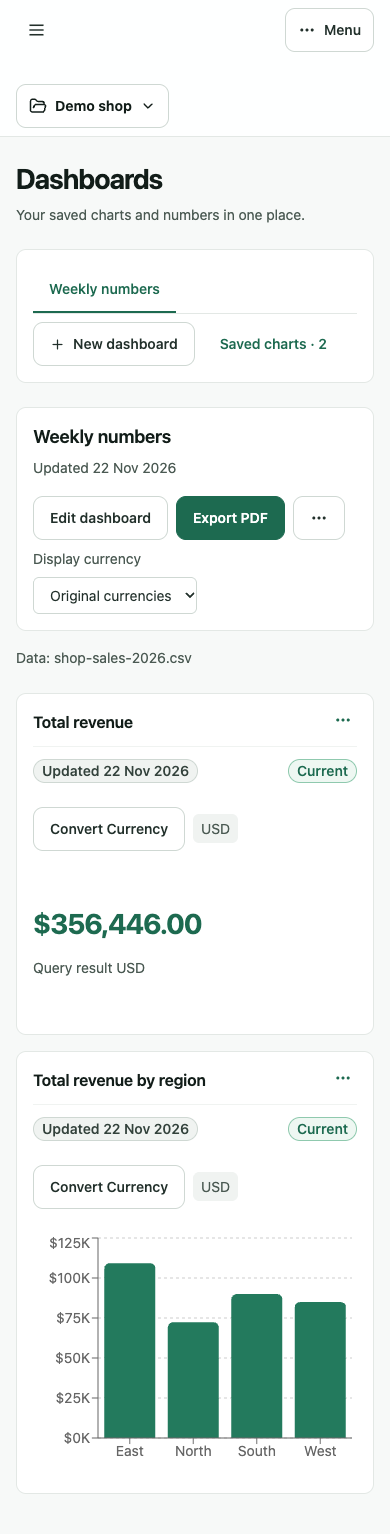 Menu
Demo shop
Dashboards
Your saved charts and numbers in one place.
Weekly numbers
New dashboard
Saved charts · 2
Weekly numbers
Updated 22 Nov 2026
Edit dashboard
Export PDF
Display currency
Original currencies
Data: shop-sales-2026.csv
Total revenue
Updated 22 Nov 2026
Current
Convert Currency
USD
$356,446.00
Query result USD
Total revenue by region
Updated 22 Nov 2026
Current
Convert Currency
USD
$125K
$100K
$75K
$50K
$25K
$0K
East North South West